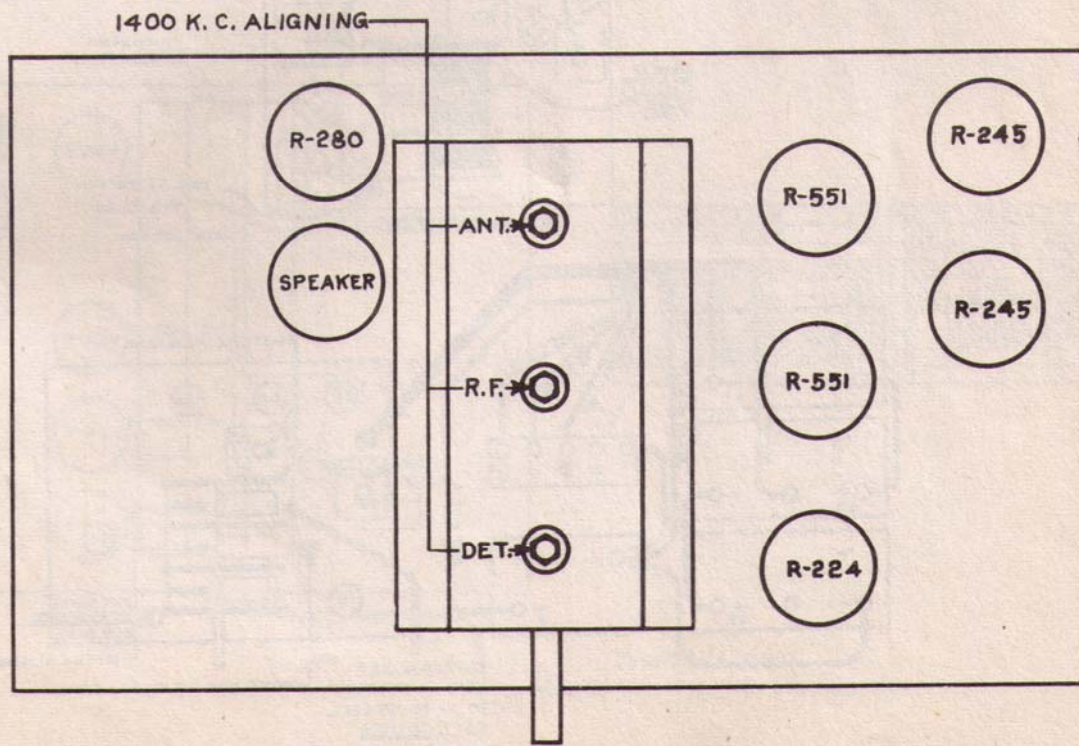 1400 K. C. ALIGNING
R-280
R-245
R-551
ANT.
SPEAKER
R-245
R.F.
R-551
DET.
R-224